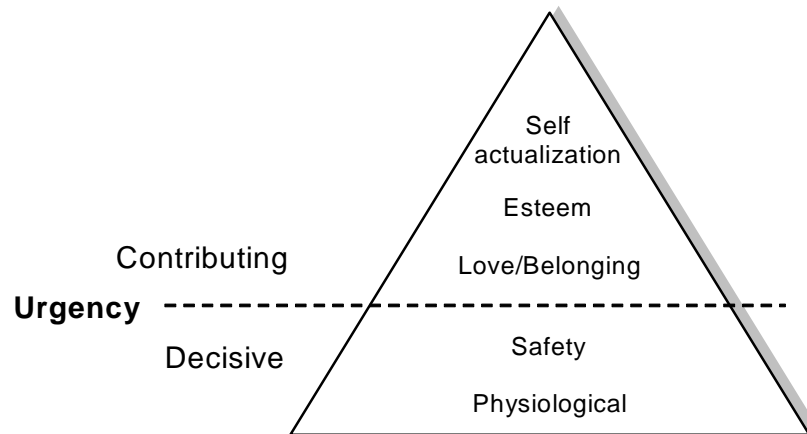 Self
actualization
Esteem
Contributing
Love/Belonging
Urgency
Decisive
Safety
Physiological